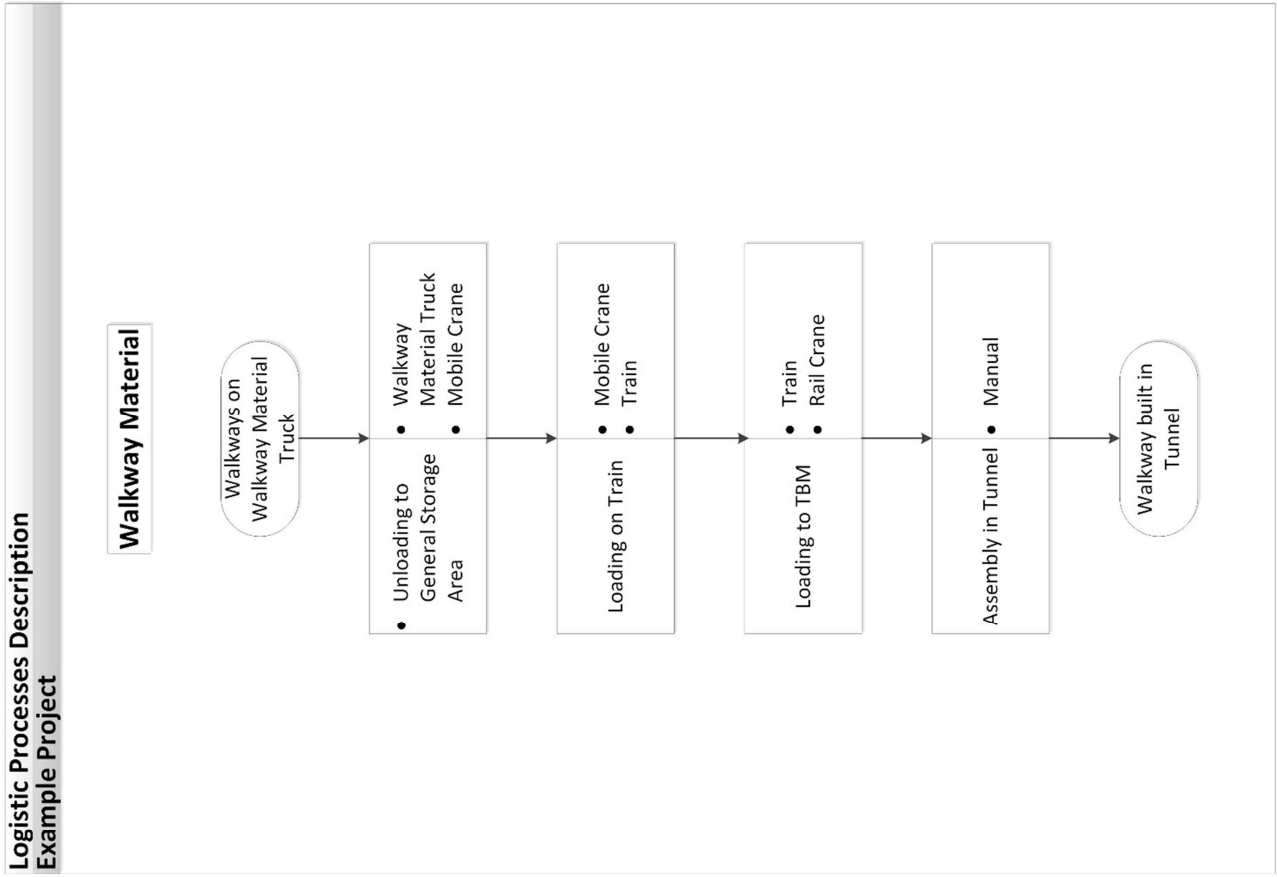 Logistic Processes Description
Example Project
Walkway Material
Walkways on
Walkway Material
Truck
• Unloading to
General Storage
Area
• Walkway
Material Truck
• Mobile Crane
Loading on Train
• Mobile Crane
• Train
Loading to TBM
• Train
• Rail Crane
Assembly in Tunnel
• Manual
Walkway built in
Tunnel